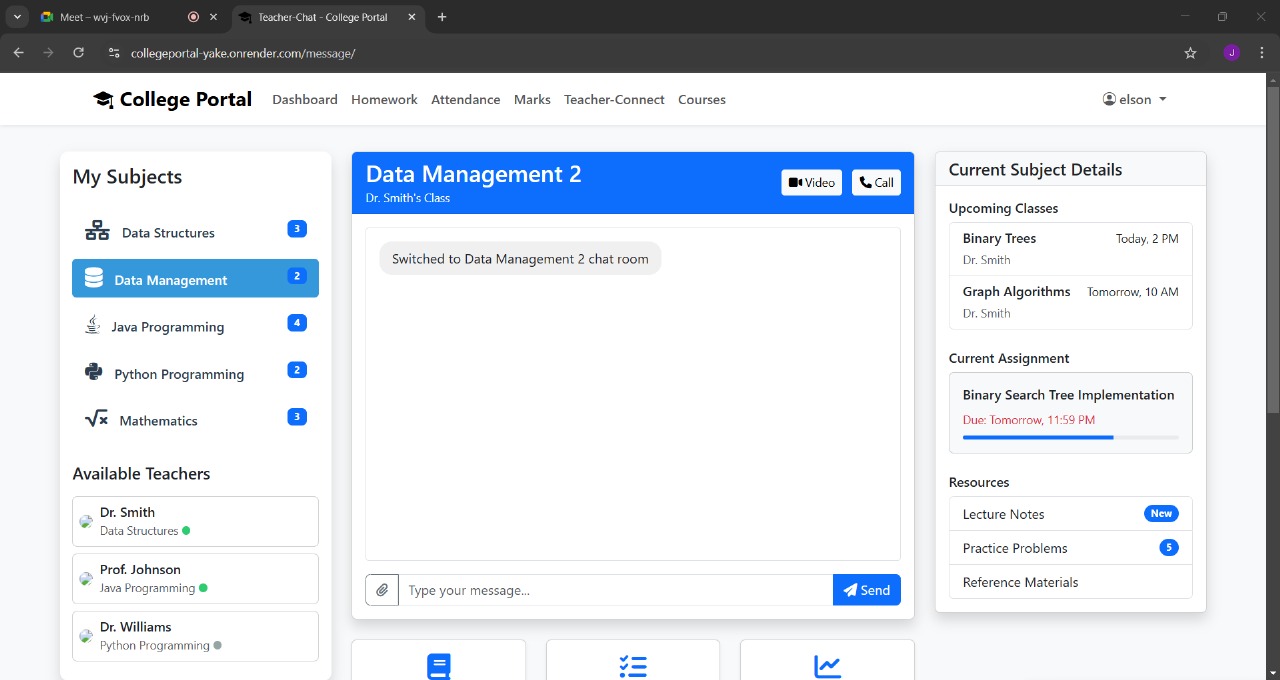 Meet – wvj-fvox-nrb
Teacher-Chat - College Portal
collegeportal-yake.onrender.com/message/
J
College Portal
Dashboard Homework Attendance Marks Teacher-Connect Courses
elson
My Subjects
Data Structures 3
Data Management 2
Java Programming 4
Python Programming 2
Mathematics 3
Available Teachers
Dr. Smith
Data Structures
Prof. Johnson
Java Programming
Dr. Williams
Python Programming
Data Management 2
Dr. Smith's Class
Video Call
Switched to Data Management 2 chat room
Type your message...
Send
Current Subject Details
Upcoming Classes
Binary Trees Today, 2 PM
Dr. Smith
Graph Algorithms Tomorrow, 10 AM
Dr. Smith
Current Assignment
Binary Search Tree Implementation
Due: Tomorrow, 11:59 PM
Resources
Lecture Notes New
Practice Problems 5
Reference Materials